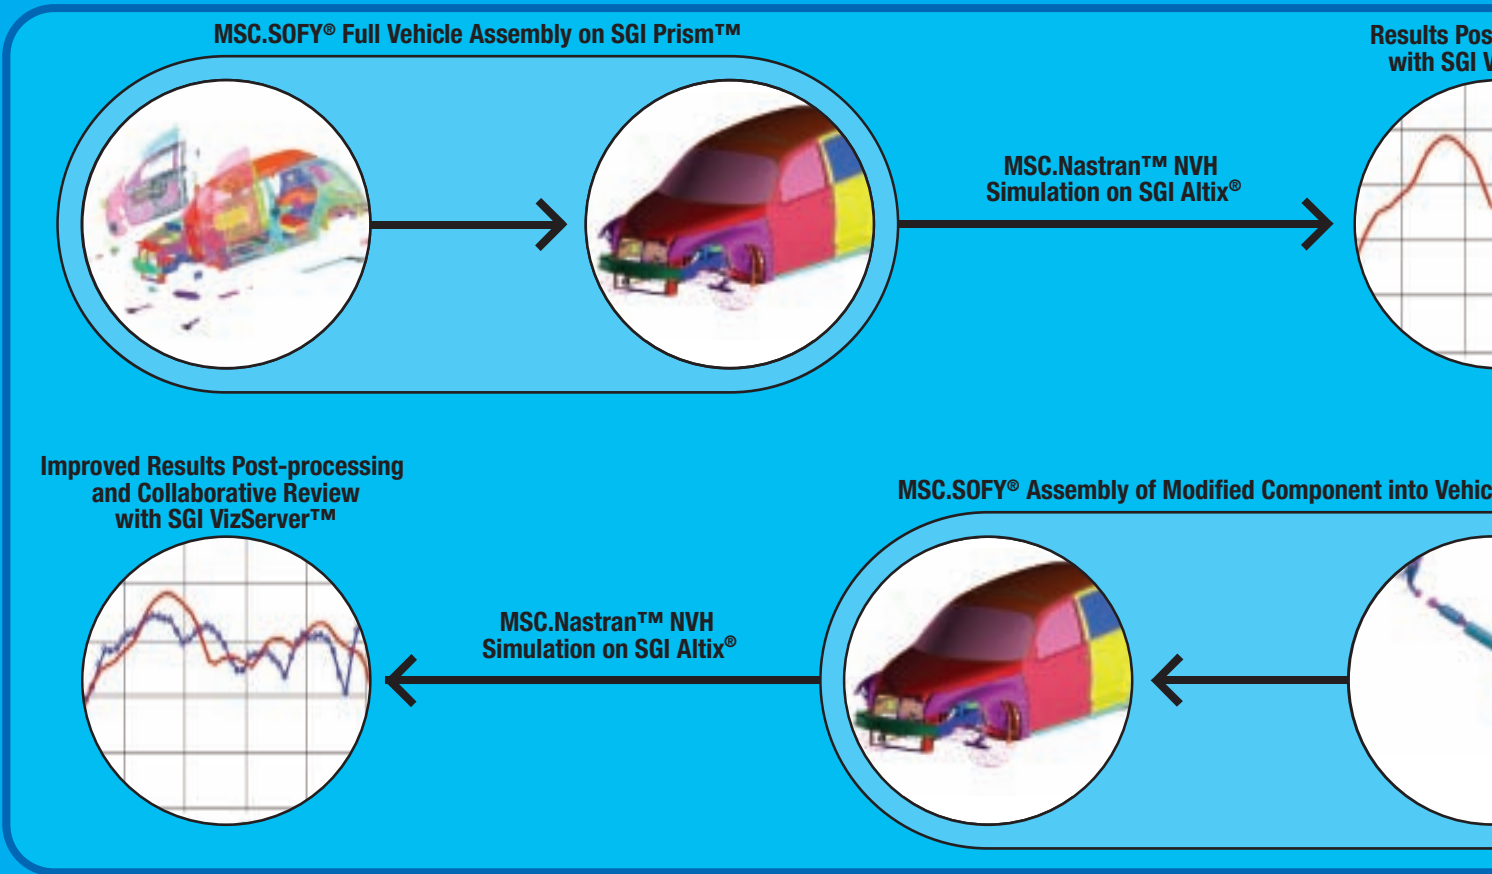 MSC.SOFY® Full Vehicle Assembly on SGI Prism™
Results Pos
with SGI V
MSC.Nastran™ NVH
Simulation on SGI Altix®
Improved Results Post-processing
and Collaborative Review
with SGI VizServer™
MSC.SOFY® Assembly of Modified Component into Vehic
MSC.Nastran™ NVH
Simulation on SGI Altix®